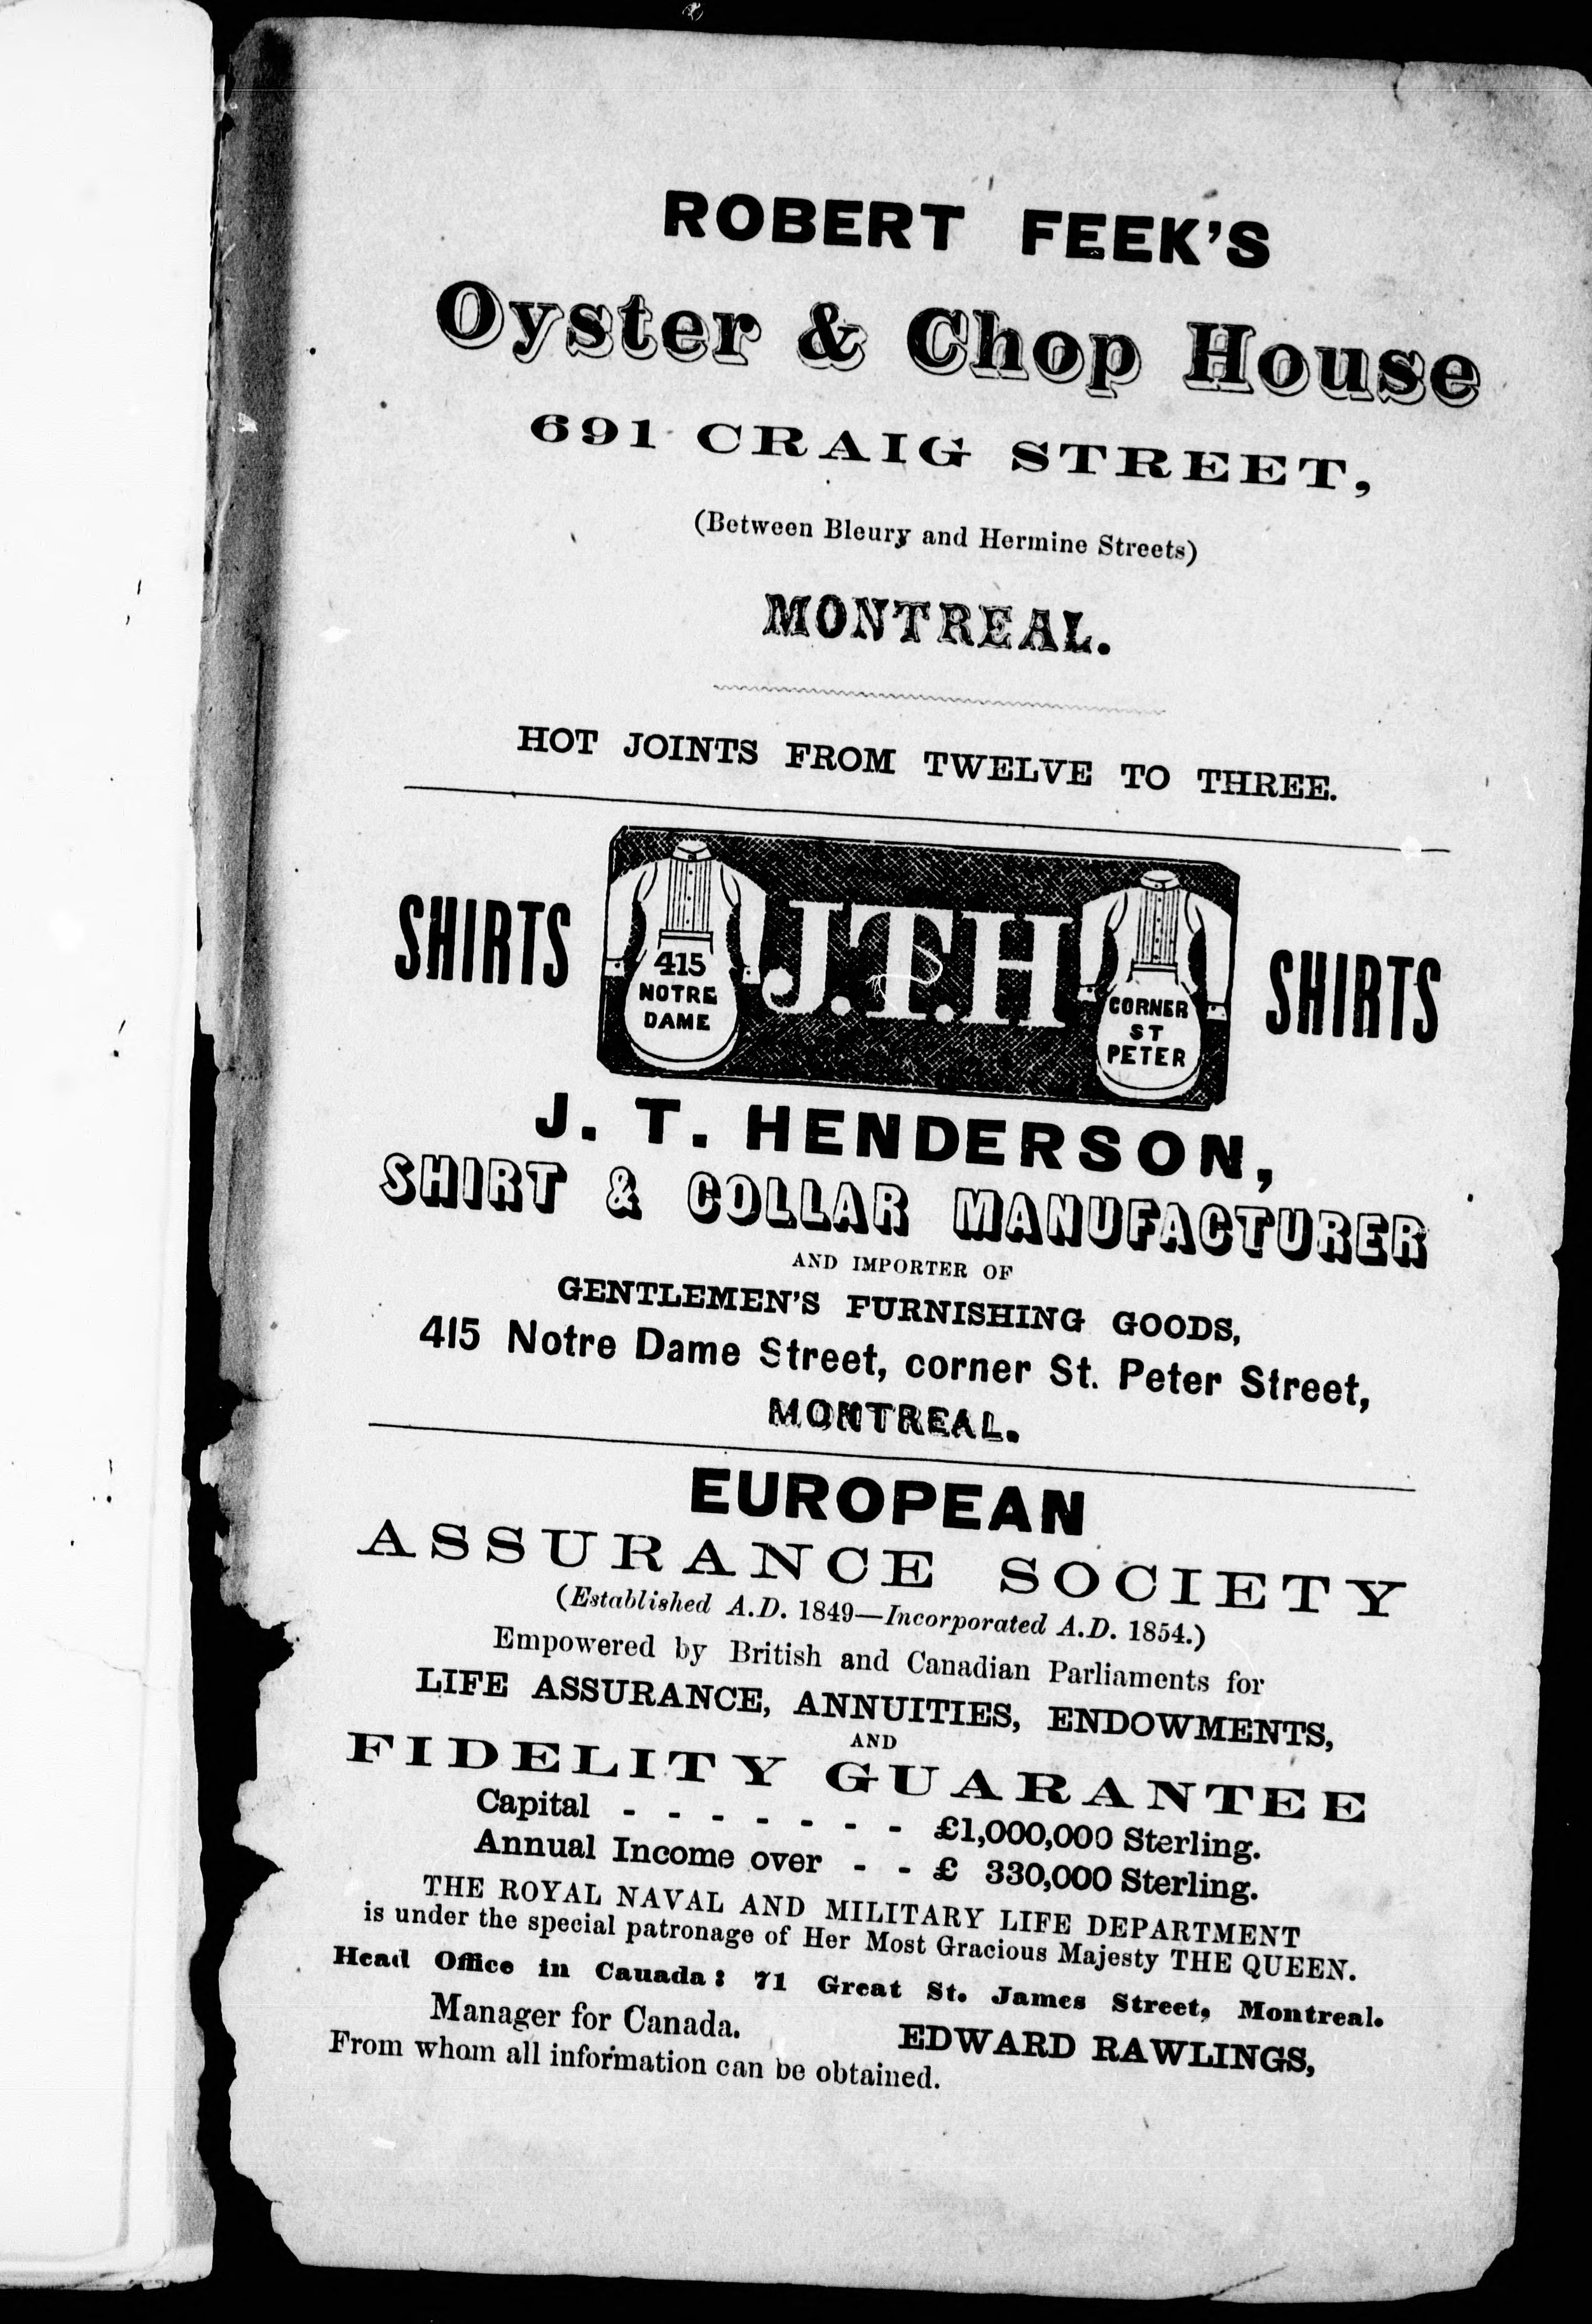 ROBERT FEEK'S
Oyster & Chop House
691 CRAIG STREET,
(Between Bleury and Hermine Streets)
MONTREAL.
HOT JOINTS FROM TWELVE TO THREE.
SHIRTS
415
NOTRE
DAME
J.T.H
CORNER
ST
PETER
SHIRTS
J. T. HENDERSON,
SHIRT & COLLAR MANUFACTURER
AND IMPORTER OF
GENTLEMEN'S FURNISHING GOODS,
415 Notre Dame Street, corner St. Peter Street,
MONTREAL.
EUROPEAN
ASSURANCE SOCIETY
(Established A.D. 1849—Incorporated A.D. 1854.)
Empowered by British and Canadian Parliaments for
LIFE ASSURANCE, ANNUITIES, ENDOWMENTS,
AND
FIDELITY GUARANTEE
Capital - - - - - - - £1,000,000 Sterling.
Annual Income over - - £ 330,000 Sterling.
THE ROYAL NAVAL AND MILITARY LIFE DEPARTMENT
is under the special patronage of Her Most Gracious Majesty THE QUEEN.
Head Office in Canada: 71 Great St. James Street, Montreal.
Manager for Canada. EDWARD RAWLINGS,
From whom all information can be obtained.